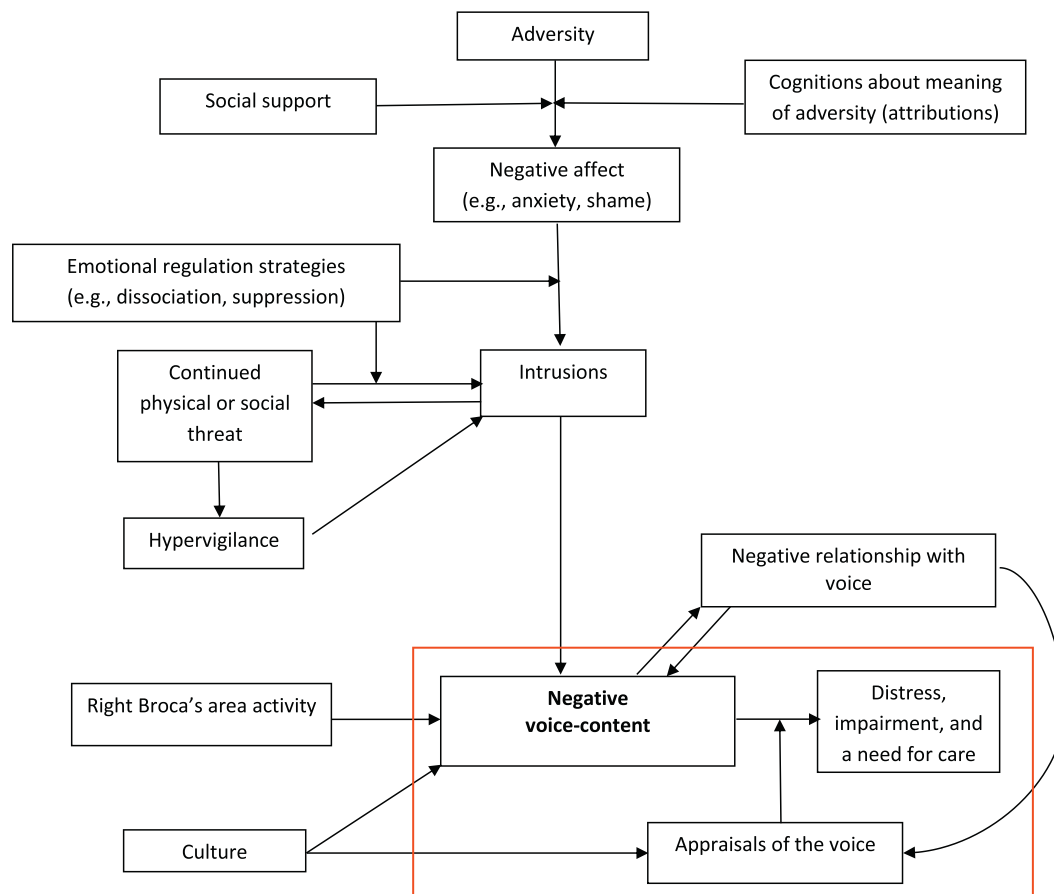 Adversity
Social support
Cognitions about meaning
of adversity (attributions)
Negative affect
(e.g., anxiety, shame)
Emotional regulation strategies
(e.g., dissociation, suppression)
Continued
physical or social
threat
Intrusions
Hypervigilance
Negative relationship with
voice
Right Broca’s area activity
Negative
voice-content
Distress,
impairment, and
a need for care
Culture
Appraisals of the voice